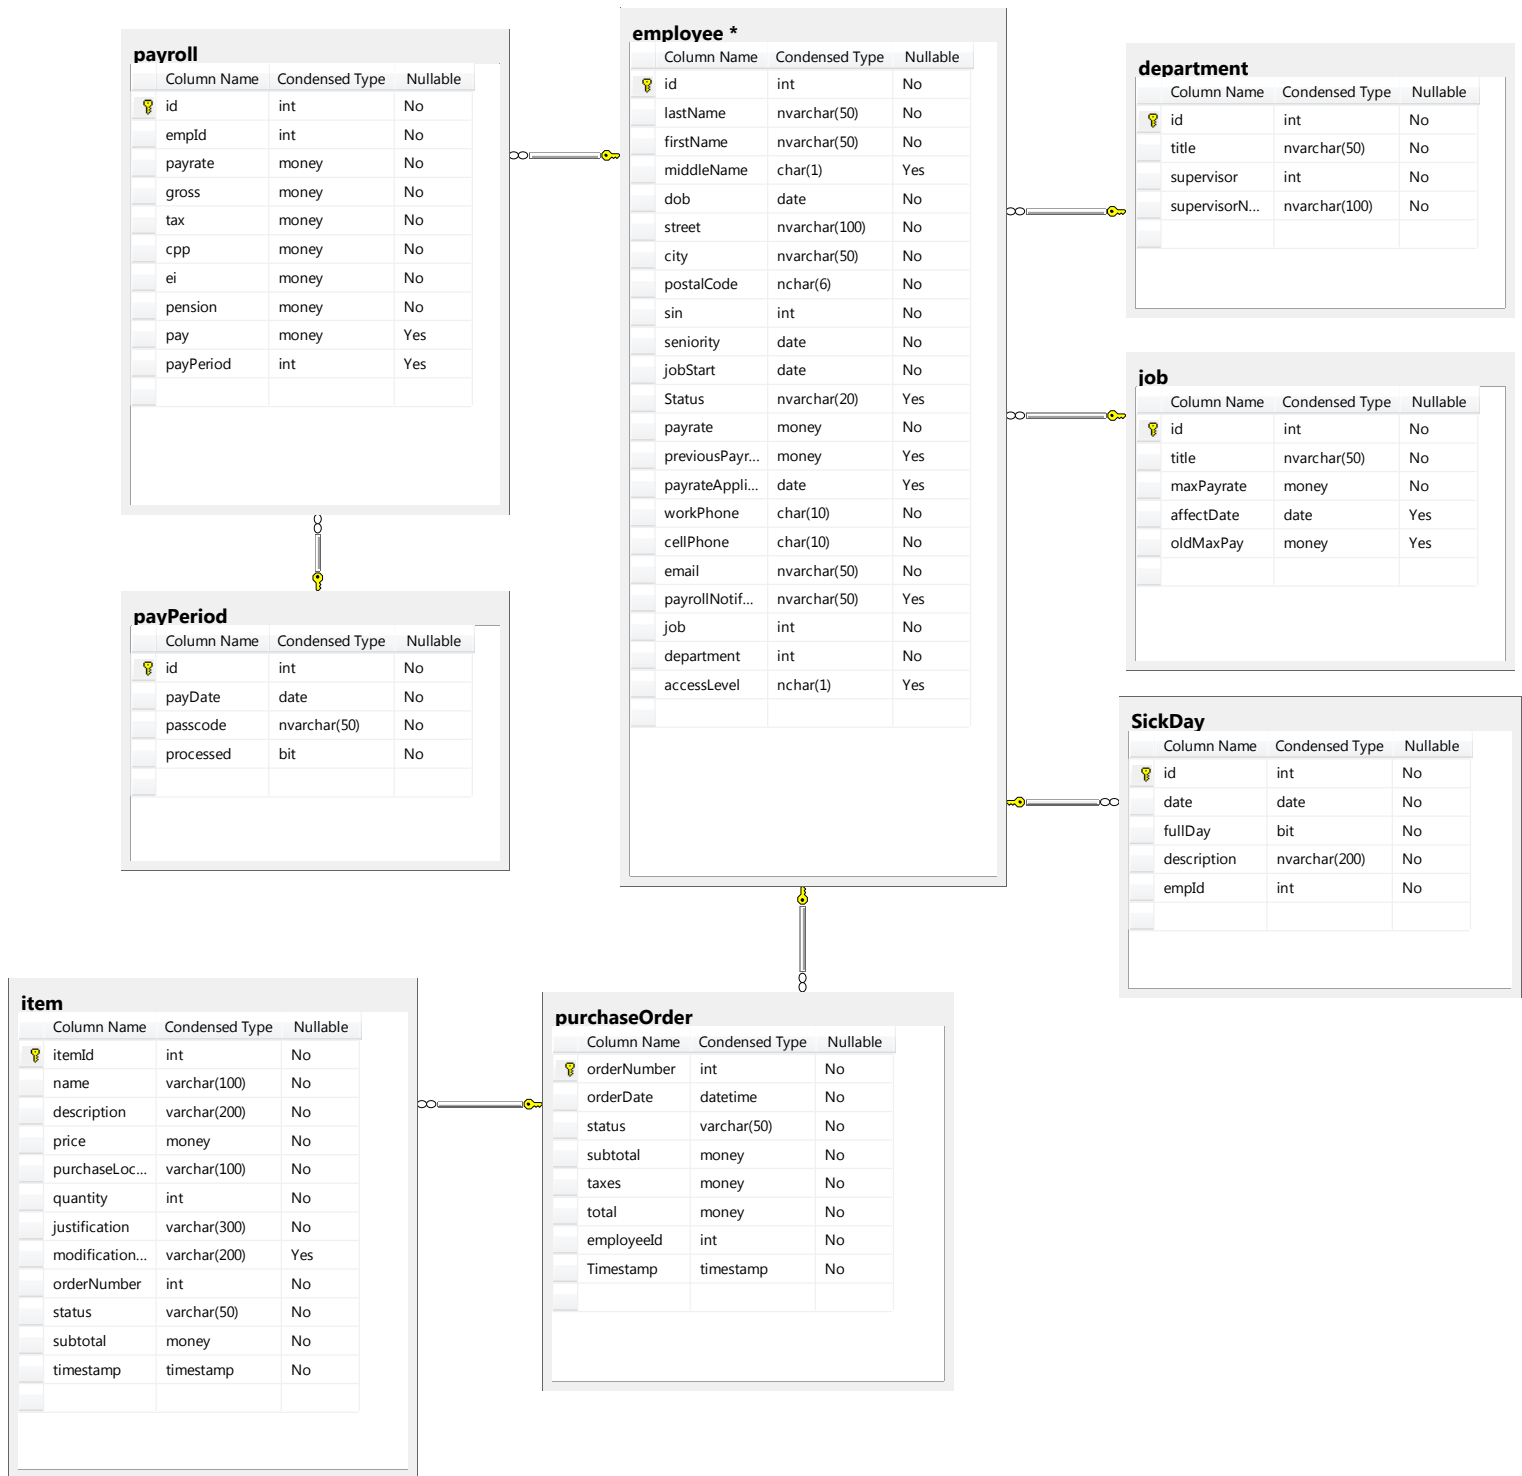 payroll
Column Name Condensed Type Nullable
id int No
empId int No
payrate money No
gross money No
tax money No
cpp money No
ei money No
pension money No
pay money Yes
payPeriod int Yes
employee *
Column Name Condensed Type Nullable
id int No
lastName nvarchar(50) No
firstName nvarchar(50) No
middleName char(1) Yes
dob date No
street nvarchar(100) No
city nvarchar(50) No
postalCode nchar(6) No
sin int No
seniority date No
jobStart date No
Status nvarchar(20) Yes
payrate money No
previousPayr... money Yes
payrateAppli... date Yes
workPhone char(10) No
cellPhone char(10) No
email nvarchar(50) No
payrollNotif... nvarchar(50) Yes
job int No
department int No
accessLevel nchar(1) Yes
department
Column Name Condensed Type Nullable
id int No
title nvarchar(50) No
supervisor int No
supervisorN... nvarchar(100) No
job
Column Name Condensed Type Nullable
id int No
title nvarchar(50) No
maxPayrate money No
affectDate date Yes
oldMaxPay money Yes
payPeriod
Column Name Condensed Type Nullable
id int No
payDate date No
passcode nvarchar(50) No
processed bit No
SickDay
Column Name Condensed Type Nullable
id int No
date date No
fullDay bit No
description nvarchar(200) No
empId int No
item
Column Name Condensed Type Nullable
itemId int No
name varchar(100) No
description varchar(200) No
price money No
purchaseLoc... varchar(100) No
quantity int No
justification varchar(300) No
modification... varchar(200) Yes
orderNumber int No
status varchar(50) No
subtotal money No
timestamp timestamp No
purchaseOrder
Column Name Condensed Type Nullable
orderNumber int No
orderDate datetime No
status varchar(50) No
subtotal money No
taxes money No
total money No
employeeId int No
Timestamp timestamp No